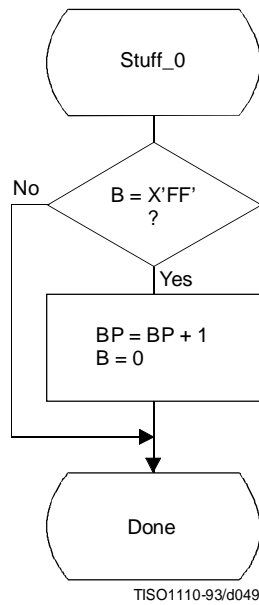 Stuff_0
B = X'FF'
?
No
Yes
BP = BP + 1
B = 0
Done
TISO1110-93/d049